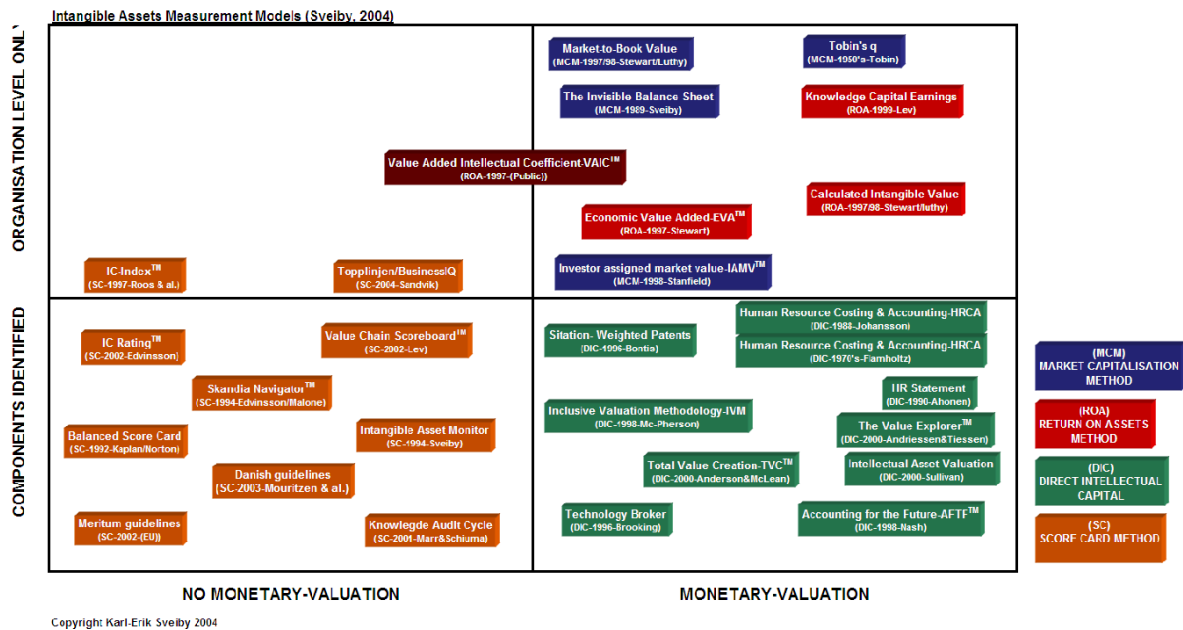 Intangible Assets Measurement Models (Sveiby, 2004)
ORGANISATION LEVEL ONLY
Market-to-Book Value
(MCM-1997/98-Stewart/Luthy)
Tobin's q
(MCM-1950's-Tobin)
The Invisible Balance Sheet
(MCM-1989-Sveiby)
Knowledge Capital Earnings
(ROA-1999-Lev)
Value Added Intellectual Coefficient-VAIC™
(ROA-1997-(Public))
Calculated Intangible Value
(ROA-1997/98-Stewart/luthy)
Economic Value Added-EVA™
(ROA-1997-Stewart)
IC-Index™
(SC-1997-Roos & al.)
Topplinjen/BusinessIQ
(SC-2004-Sandvik)
Investor assigned market value-IAMV™
(MCM-1998-Stanfield)
COMPONENTS IDENTIFIED
IC Rating™
(SC-2002-Edvinsson)
Value Chain Scoreboard™
(SC-2002-Lev)
Skandia Navigator™
(SC-1994-Edvinsson/Malone)
Balanced Score Card
(SC-1992-Kaplan/Norton)
Intangible Asset Monitor
(SC-1994-Sveiby)
Danish guidelines
(SC-2003-Mouritzen & al.)
Meritum guidelines
(SC-2002-(EU))
Knowlegde Audit Cycle
(SC-2001-Marr&Schiuma)
Human Resource Costing & Accounting-HRCA
(DIC-1988-Johansson)
Sitation- Weighted Patents
(DIC-1996-Bontis)
Human Resource Costing & Accounting-HRCA
(DIC-1970's-Flamholtz)
HR Statement
(DIC-1990-Ahonen)
Inclusive Valuation Methodology-IVM
(DIC-1998-Mc-Pherson)
The Value Explorer™
(DIC-2000-Andriessen&Tiessen)
Total Value Creation-TVC™
(DIC-2000-Anderson&McLean)
Intellectual Asset Valuation
(DIC-2000-Sullivan)
Technology Broker
(DIC-1996-Brooking)
Accounting for the Future-AFTF™
(DIC-1998-Nash)
(MCM)
MARKET CAPITALISATION
METHOD
(ROA)
RETURN ON ASSETS
METHOD
(DIC)
DIRECT INTELLECTUAL
CAPITAL
(SC)
SCORE CARD METHOD
NO MONETARY-VALUATION
MONETARY-VALUATION
Copyright Karl-Erik Sveiby 2004